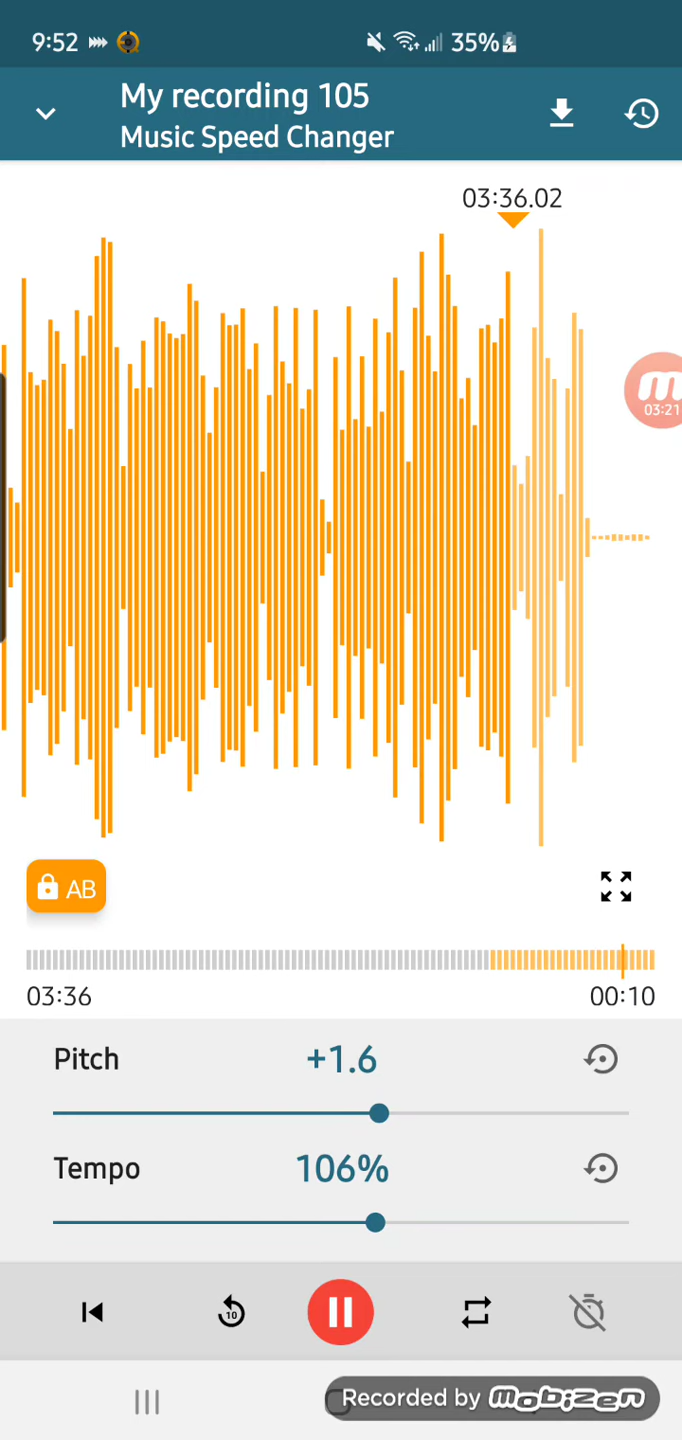 9:52
35%
My recording 105
Music Speed Changer
03:36.02
03:21
AB
03:36
00:10
Pitch
+1.6
Tempo
106%
10
Recorded by mobizen